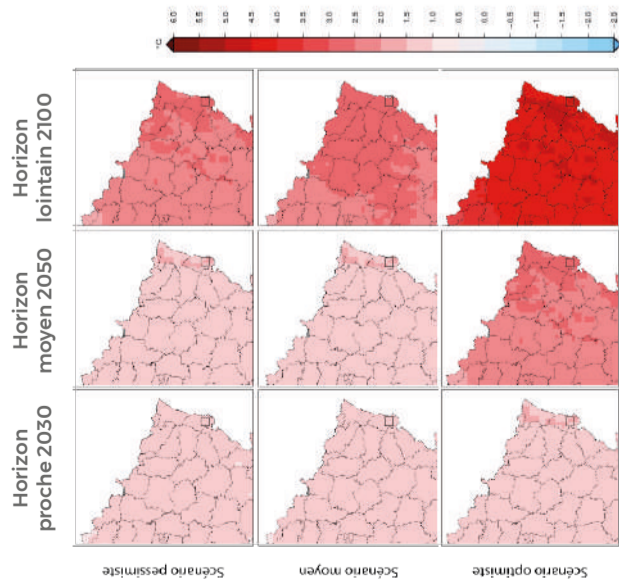 Horizon
proche 2030
Horizon
moyen 2050
Horizon
lointain 2100
Scénario pessimiste
Scénario moyen
Scénario optimiste
°C
6.0
5.5
5.0
4.5
4.0
3.5
3.0
2.5
2.0
1.5
1.0
0.5
0.0
-0.5
-1.0
-1.5
-2.0
-2.5